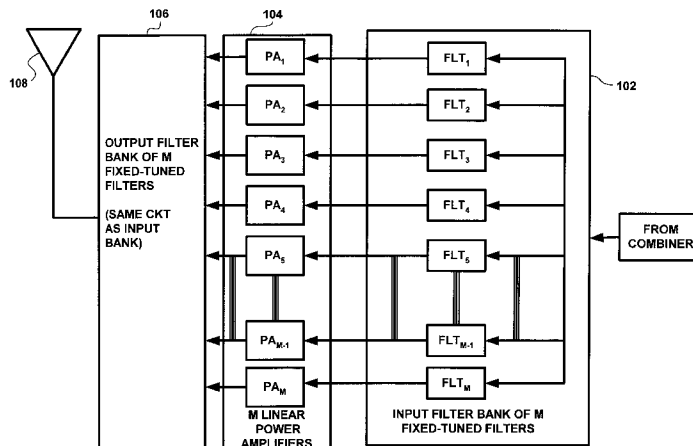 106
104
108
102
PA1
FLT1
PA2
FLT2
PA3
FLT3
PA4
FLT4
PA5
FLT5
PAM-1
FLTM-1
PAM
FLTM
OUTPUT FILTER
BANK OF M
FIXED-TUNED
FILTERS
(SAME CKT
AS INPUT
BANK)
FROM
COMBINER
M LINEAR
POWER
AMPLIFIERS
INPUT FILTER BANK OF M
FIXED-TUNED FILTERS